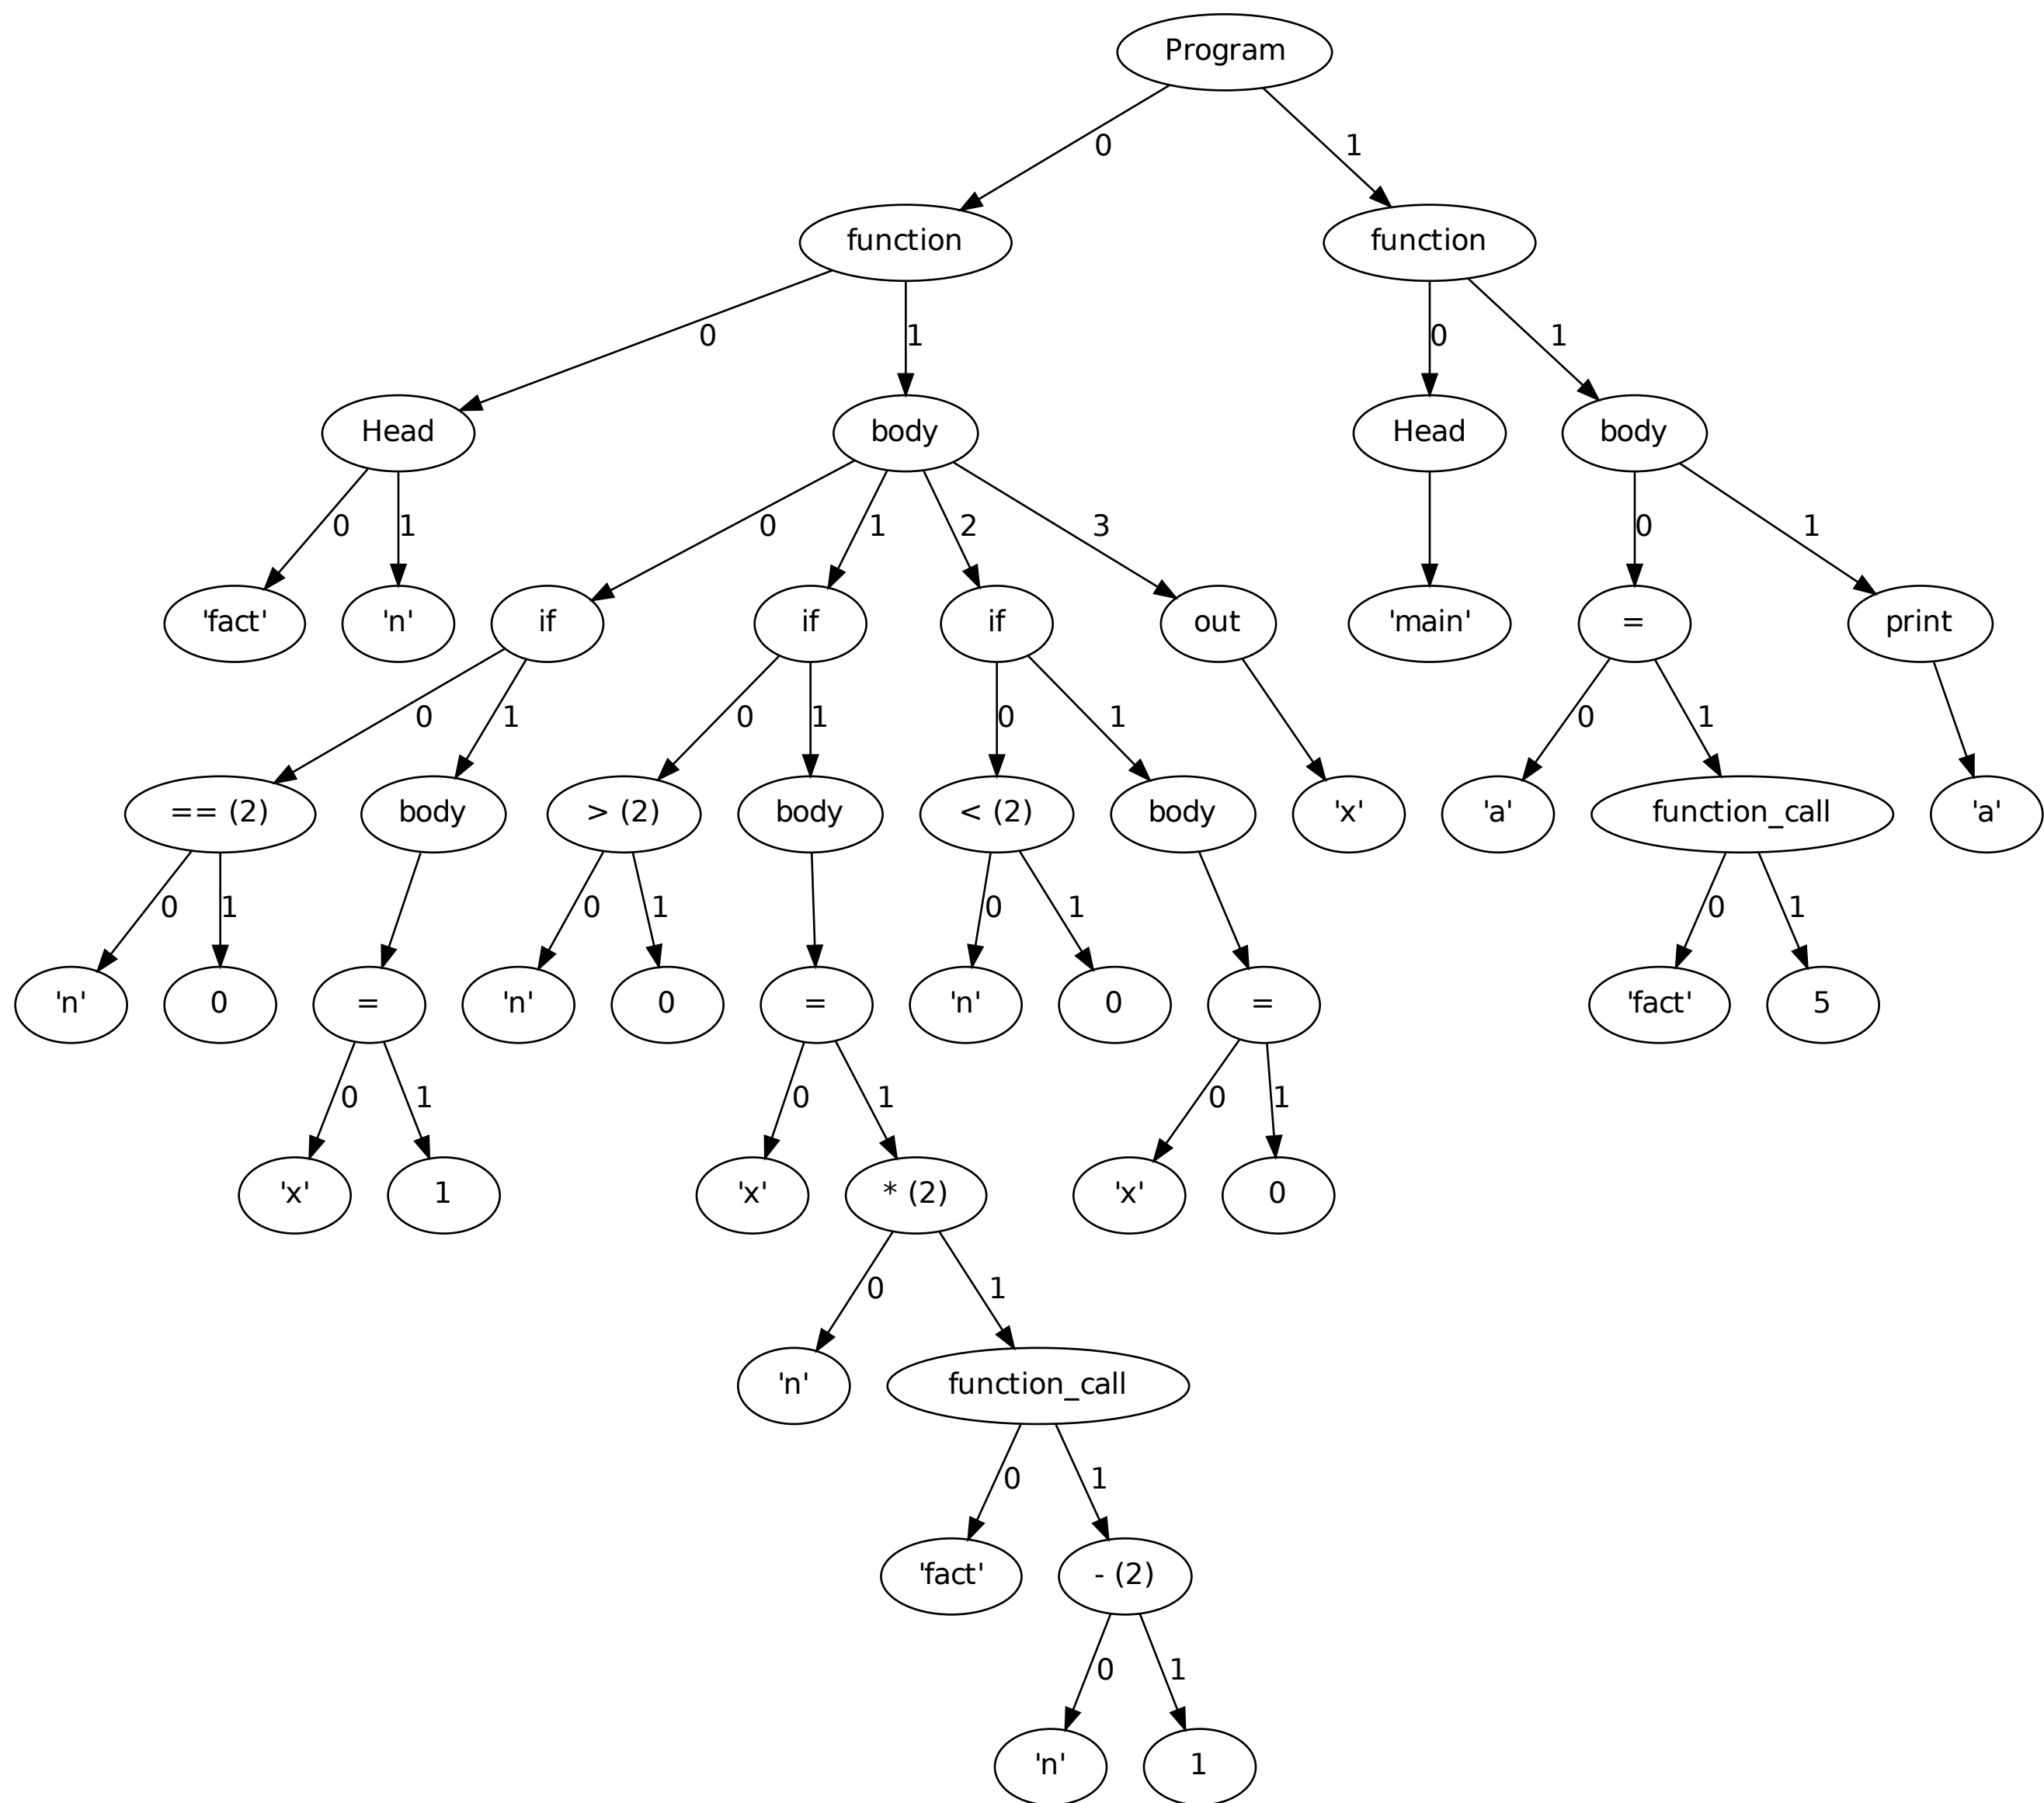 Program
0
1
function
function
0
1
0
1
Head
body
Head
body
0
1
0
1
2
3
0
1
'fact'
'n'
if
if
if
out
'main'
=
print
0
1
0
1
0
1
0
1
== (2)
body
> (2)
body
< (2)
body
'x'
'a'
function_call
'a'
0
1
0
1
0
1
0
1
'n'
0
=
'n'
0
=
'n'
0
=
'fact'
5
0
1
0
1
0
1
'x'
1
'x'
* (2)
'x'
0
0
1
'n'
function_call
0
1
'fact'
- (2)
0
1
'n'
1